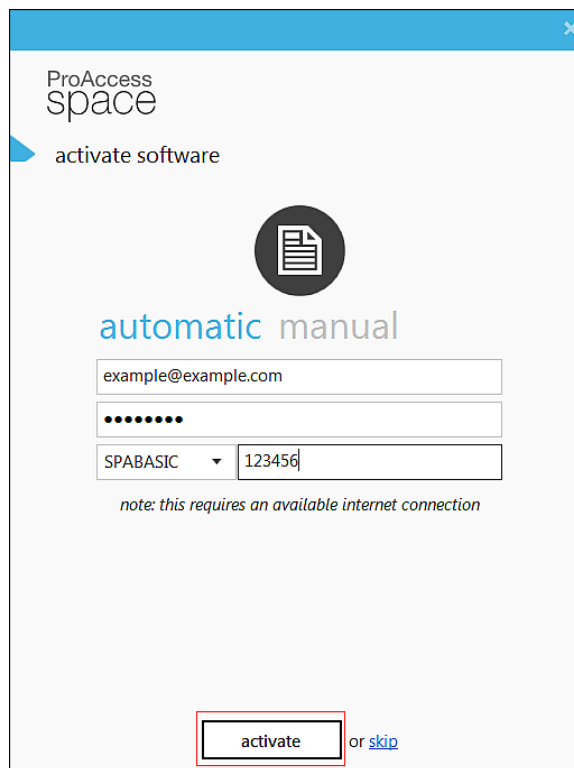 ProAccess
space
activate software
automatic manual
example@example.com
••••••••
SPABASIC 123456
note: this requires an available internet connection
activate or skip